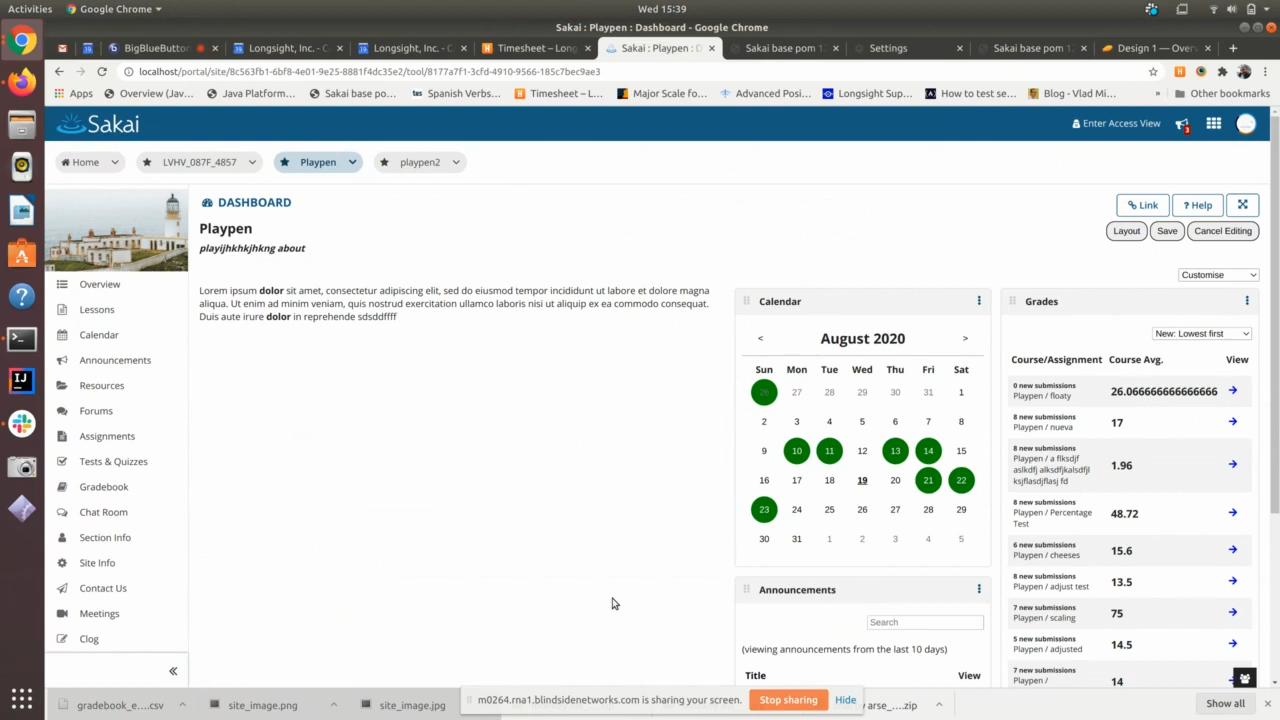 Activities
Google Chrome
Wed 15:39
Sakai : Playpen : Dashboard - Google Chrome
BigBlueButto
Longsight, Inc. - C
Longsight, Inc. - C
Timesheet – Long
Sakai : Playpen : D
Sakai base pom 1
Settings
Sakai base pom 12
Design 1 — Over
localhost/portal/site/8c563fb1-6bf8-4e01-9e25-8881f4dc35e2/tool/8177a7f1-3cfd-4910-9566-185c7bec9ae3
Apps
Overview (Jav...
Java Platform...
Sakai base po...
Spanish Verbs...
Timesheet – L...
Major Scale fo...
Advanced Posi...
Longsight Sup...
How to test se...
Blog - Vlad Mi...
»
Other bookmarks
Sakai
Enter Access View
3
Home
LVHV_087F_4857
Playpen
playpen2
DASHBOARD
Link
? Help
Playpen
Layout
Save
Cancel Editing
playijhkhkjhkng about
Customise
Lorem ipsum dolor sit amet, consectetur adipiscing elit, sed do eiusmod tempor incididunt ut labore et dolore magna
aliqua. Ut enim ad minim veniam, quis nostrud exercitation ullamco laboris nisi ut aliquip ex ea commodo consequat.
Duis aute irure dolor in reprehende sdsddffff
Overview
Lessons
Calendar
Announcements
Resources
Forums
Assignments
Tests & Quizzes
Gradebook
Chat Room
Section Info
Site Info
Contact Us
Meetings
Clog
«
Calendar
< August 2020 >
Sun Mon Tue Wed Thu Fri Sat
26 27 28 29 30 31 1
2 3 4 5 6 7 8
9 10 11 12 13 14 15
16 17 18 19 20 21 22
23 24 25 26 27 28 29
30 31 1 2 3 4 5
Announcements
Search
(viewing announcements from the last 10 days)
Title View
Grades
New: Lowest first
Course/Assignment Course Avg. View
0 new submissions
Playpen / floaty
26.066666666666666
8 new submissions
Playpen / nueva
17
8 new submissions
Playpen / a flksdjf
aslkdfj alksdfjkalsdfjl
ksjflasdjflasj fd
1.96
8 new submissions
Playpen / Percentage
Test
48.72
6 new submissions
Playpen / cheeses
15.6
8 new submissions
Playpen / adjust test
13.5
7 new submissions
Playpen / scaling
75
5 new submissions
Playpen / adjusted
14.5
7 new submissions
Playpen /
14
gradebook_e....csv
site_image.png
site_image.jpg
m0264.rna1.blindsidenetworks.com is sharing your screen.
Stop sharing
Hide
arse_....zip
Show all